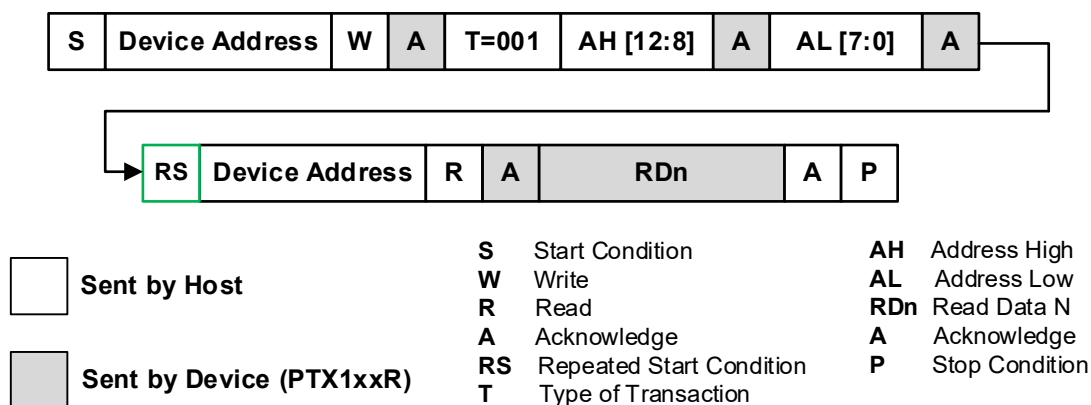 S Device Address W A T=001 AH [12:8] A AL [7:0] A
RS Device Address R A RDn A P
Sent by Host
Sent by Device (PTX1xxR)
S Start Condition
W Write
R Read
A Acknowledge
RS Repeated Start Condition
T Type of Transaction
AH Address High
AL Address Low
RDn Read Data N
A Acknowledge
P Stop Condition